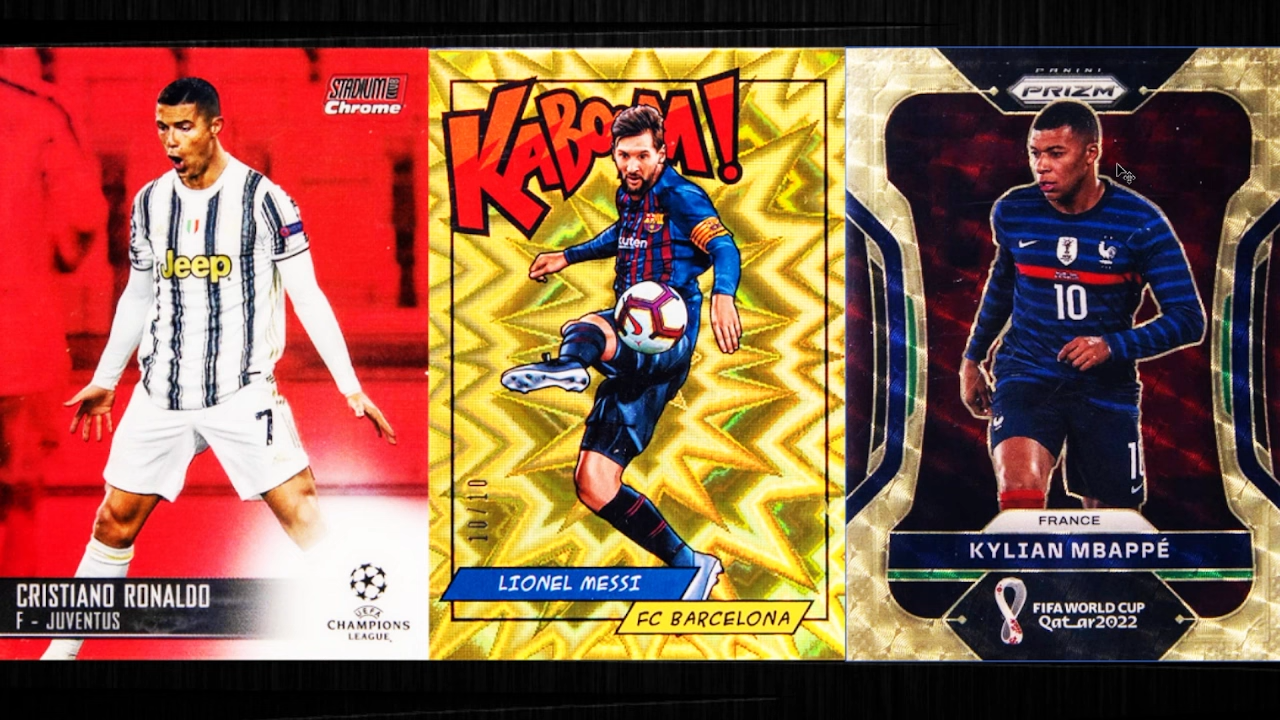 STADIUM CLUB
Chrome
Jeep
7
CRISTIANO RONALDO
F - JUVENTUS
UEFA
CHAMPIONS
LEAGUE
KABOOM!
10/10
LIONEL MESSI
FC BARCELONA
PANINI
PRIZM
10
FRANCE
KYLIAN MBAPPÉ
FIFA WORLD CUP
Qatar2022